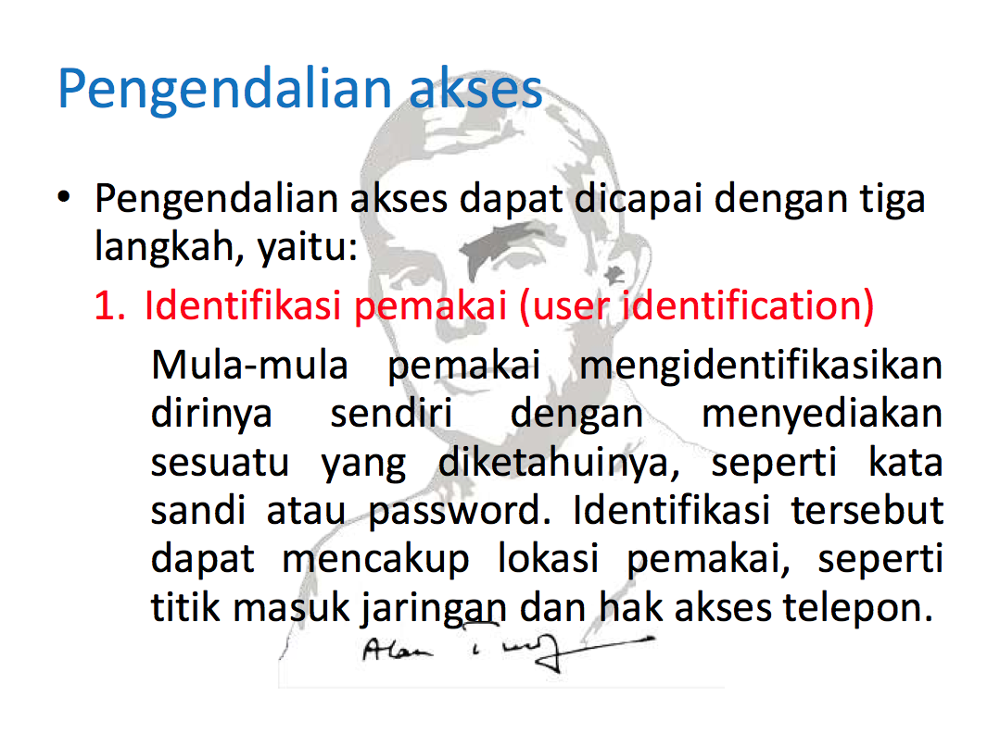 Pengendalian akses
• Pengendalian akses dapat dicapai dengan tiga
langkah, yaitu:
1. Identifikasi pemakai (user identification)
Mula-mula pemakai mengidentifikasikan
dirinya sendiri dengan menyediakan
sesuatu yang diketahuinya, seperti kata
sandi atau password. Identifikasi tersebut
dapat mencakup lokasi pemakai, seperti
titik masuk jaringan dan hak akses telepon.
Alan Turing